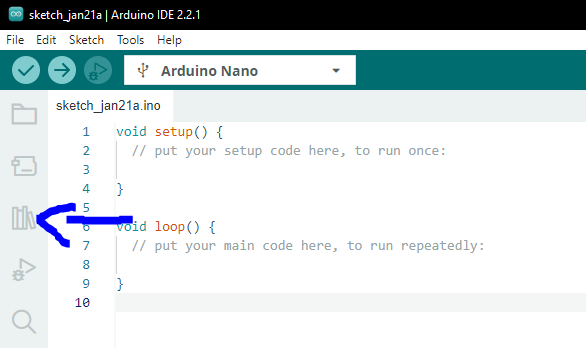 sketch_jan21a | Arduino IDE 2.2.1
File Edit Sketch Tools Help
Arduino Nano
sketch_jan21a.ino
1 void setup() {
2 // put your setup code here, to run once:
3
4 }
5
6 void loop() {
7 // put your main code here, to run repeatedly:
8
9 }
10